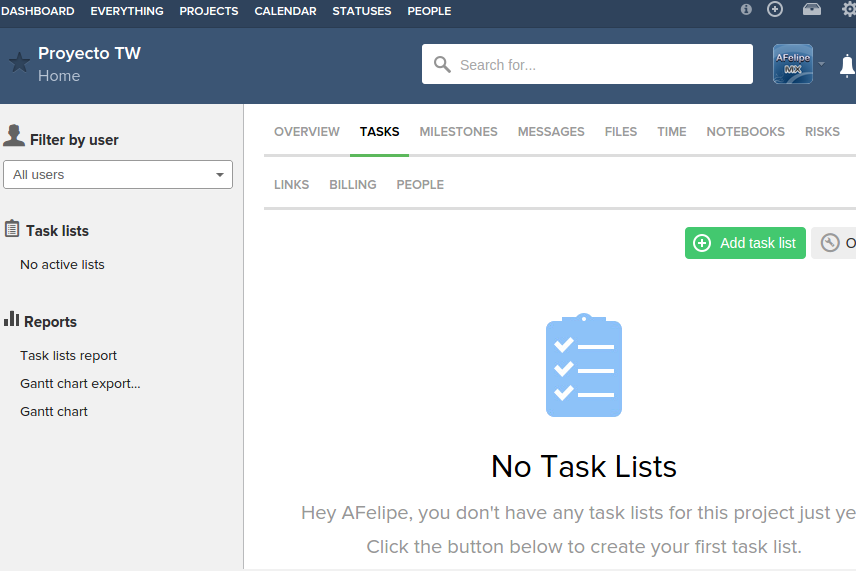 DASHBOARD EVERYTHING PROJECTS CALENDAR STATUSES PEOPLE
Proyecto TW
Home
Search for...
AFelipe
MX
Filter by user
All users
Task lists
No active lists
Reports
Task lists report
Gantt chart export...
Gantt chart
OVERVIEW TASKS MILESTONES MESSAGES FILES TIME NOTEBOOKS RISKS
LINKS BILLING PEOPLE
Add task list
O
No Task Lists
Hey AFelipe, you don't have any task lists for this project just ye
Click the button below to create your first task list.